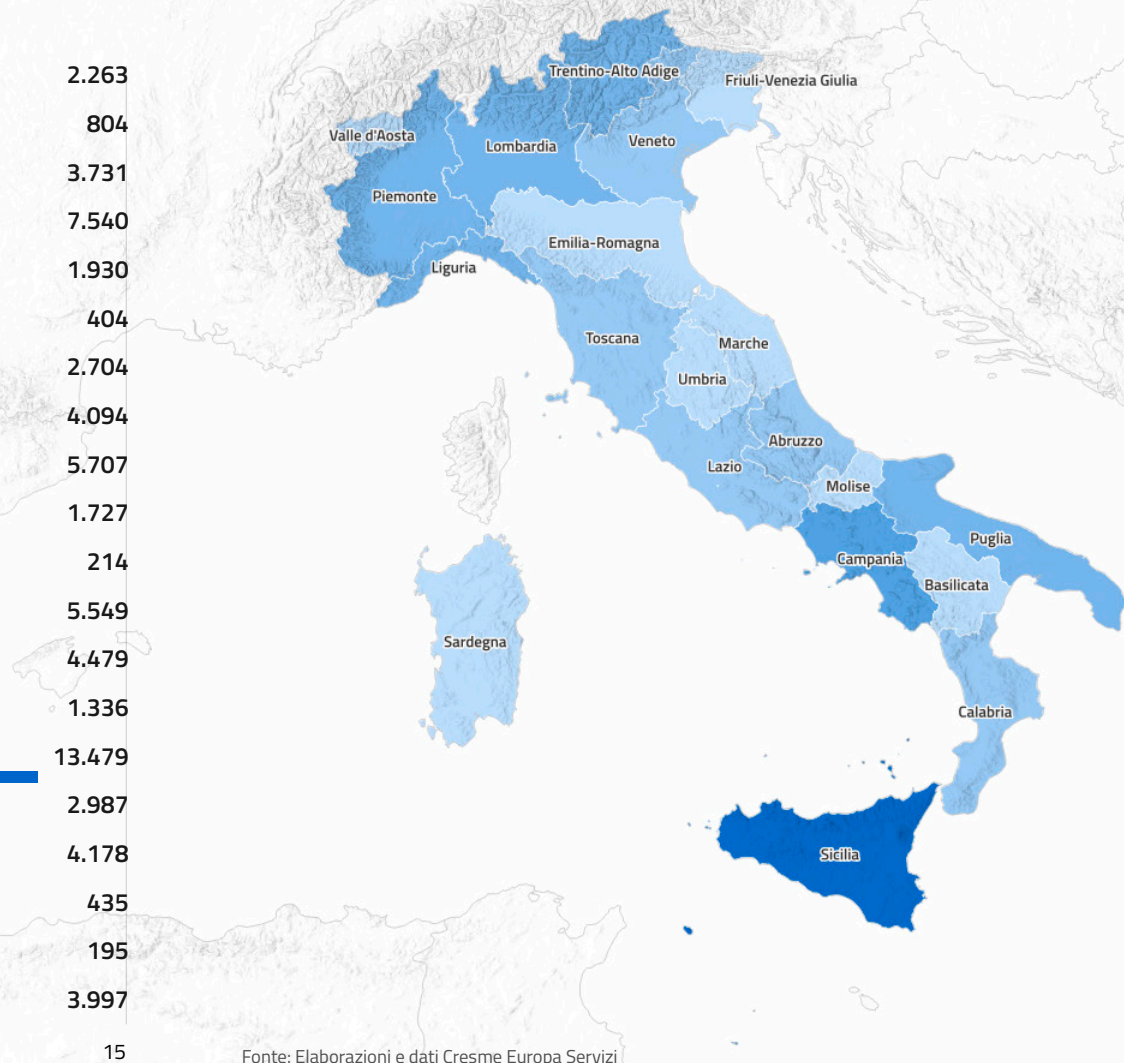 2.263
804
3.731
7.540
1.930
404
2.704
4.094
5.707
1.727
214
5.549
4.479
1.336
13.479
2.987
4.178
435
195
3.997
15
Trentino-Alto Adige
Friuli-Venezia Giulia
Valle d'Aosta
Lombardia
Veneto
Piemonte
Emilia-Romagna
Liguria
Toscana
Marche
Umbria
Abruzzo
Lazio
Molise
Puglia
Campania
Basilicata
Sardegna
Calabria
Sicilia
Fonte: Elaborazioni e dati Cresme Europa Servizi